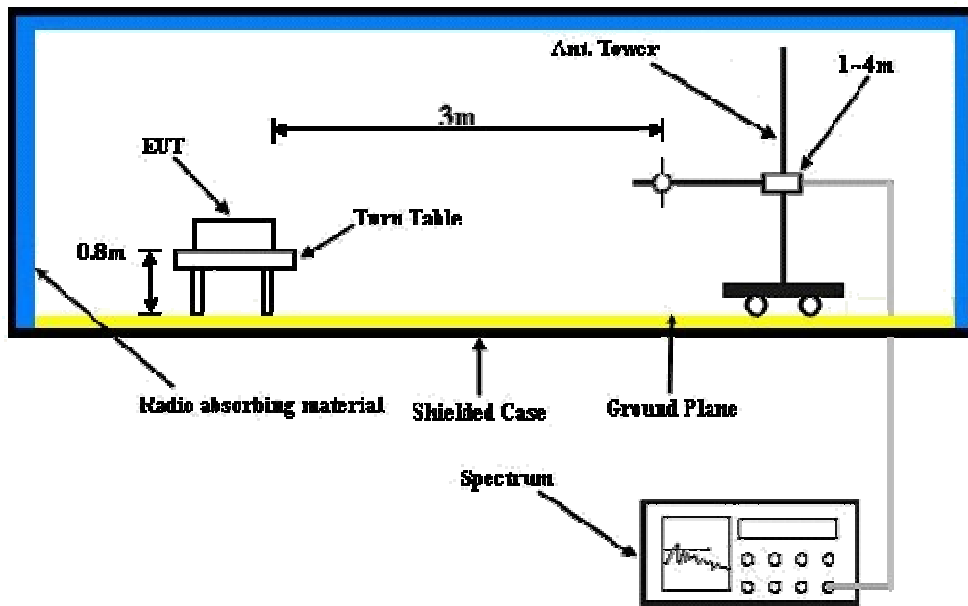 Ant. Tower
1~4m
3m
EUT
Turn Table
0.8m
Radio absorbing material
Shielded Case
Ground Plane
Spectrum